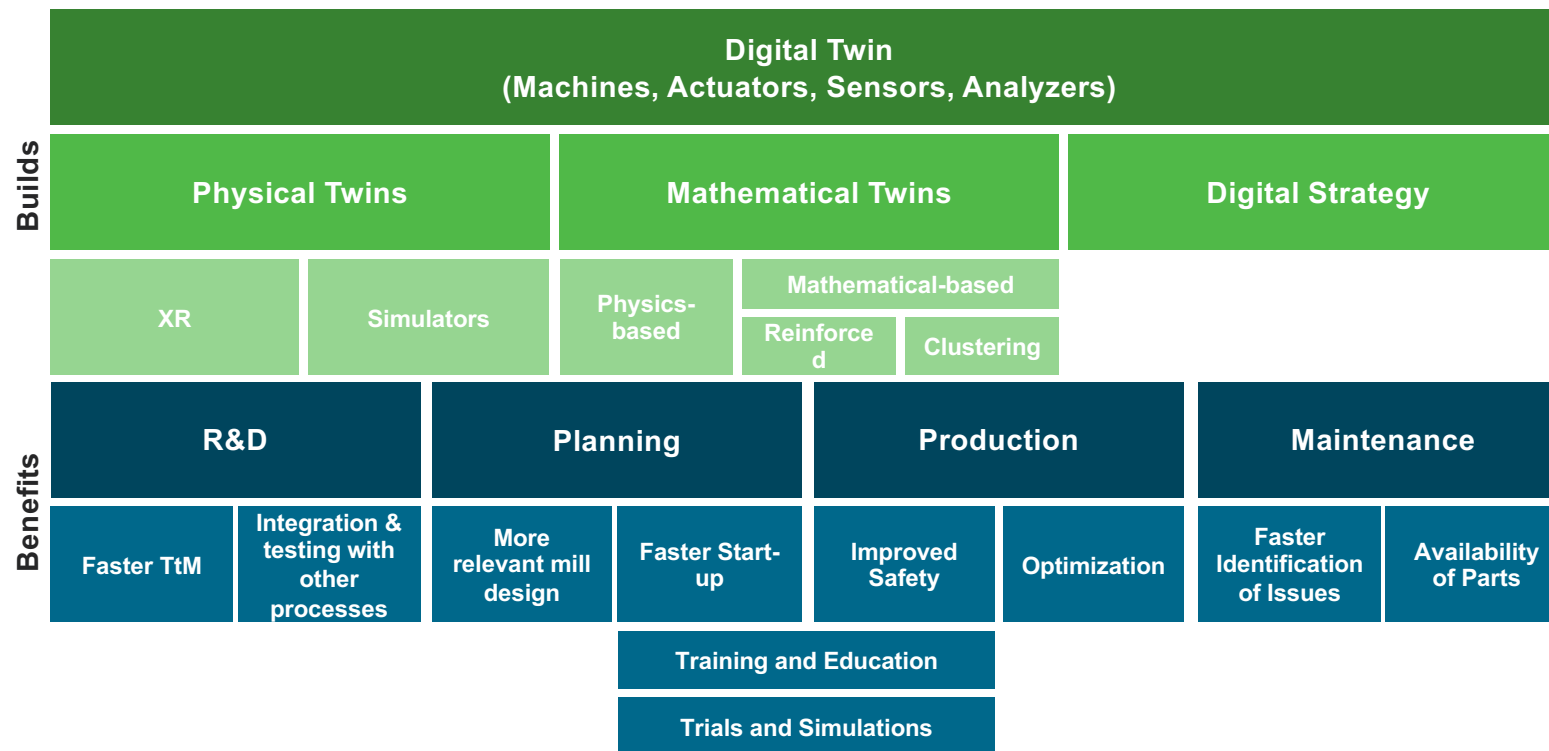 Digital Twin
(Machines, Actuators, Sensors, Analyzers)
Builds
Physical Twins
Mathematical Twins
Digital Strategy
XR
Simulators
Physics-
based
Mathematical-based
Reinforce
d
Clustering
Benefits
R&D
Planning
Production
Maintenance
Faster TtM
Integration &
testing with
other
processes
More
relevant mill
design
Faster Start-
up
Improved
Safety
Optimization
Faster
Identification
of Issues
Availability
of Parts
Training and Education
Trials and Simulations